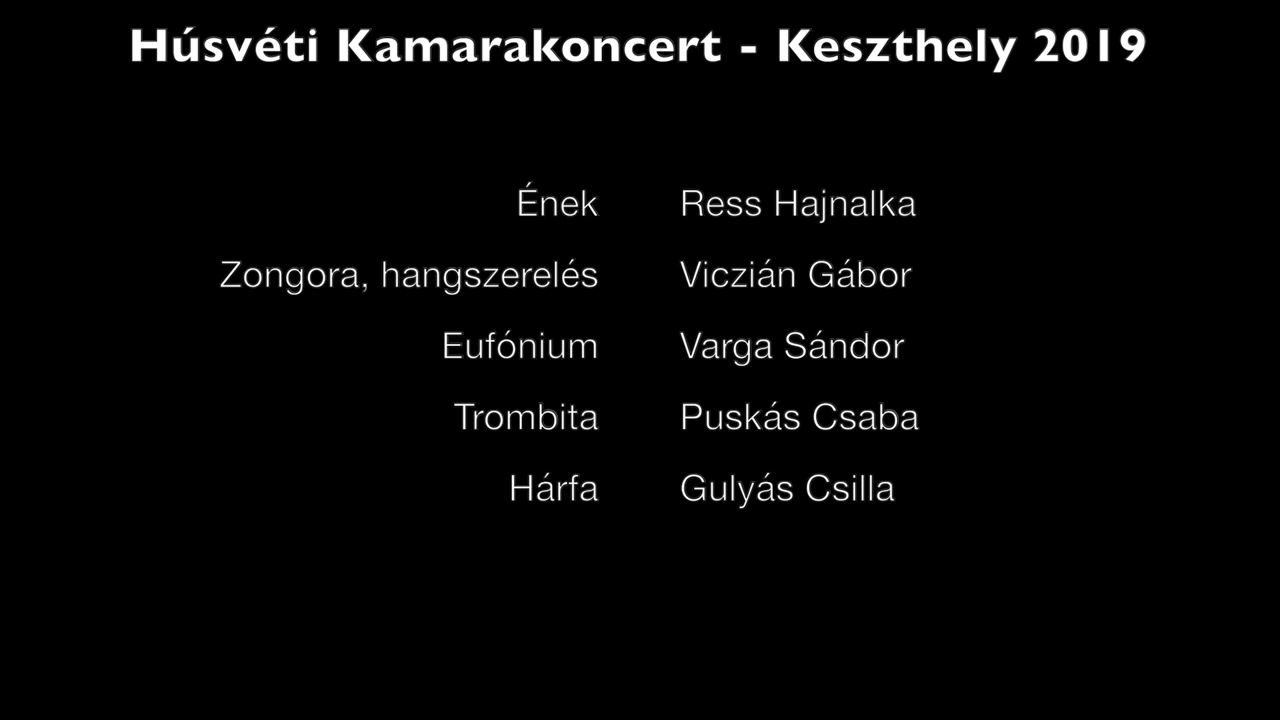 Húsvéti Kamarakoncert - Keszthely 2019
Ének Ress Hajnalka
Zongora, hangszerelés Viczián Gábor
Eufónium Varga Sándor
Trombita Puskás Csaba
Hárfa Gulyás Csilla